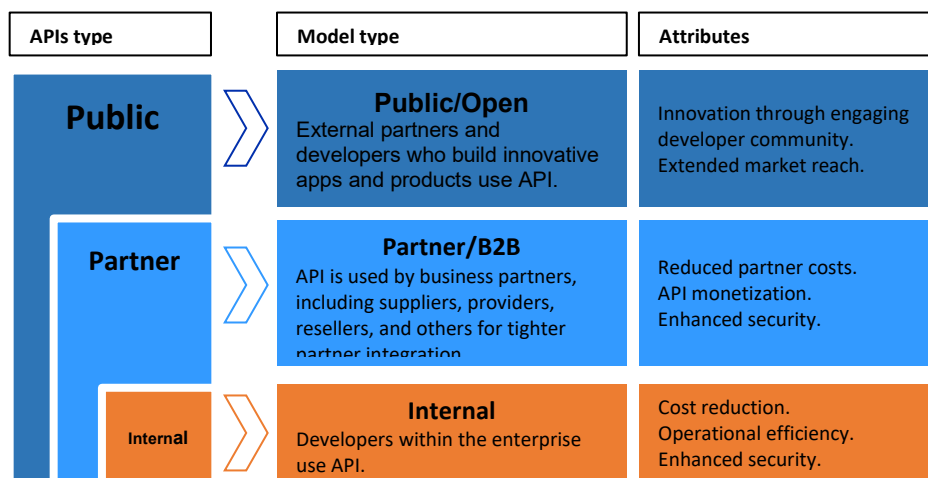 APIs type
Model type
Attributes
Public
Public/Open
External partners and
developers who build innovative
apps and products use API.
Innovation through engaging
developer community.
Extended market reach.
Partner
Partner/B2B
API is used by business partners,
including suppliers, providers,
resellers, and others for tighter
partner integration
Reduced partner costs.
API monetization.
Enhanced security.
Internal
Internal
Developers within the enterprise
use API.
Cost reduction.
Operational efficiency.
Enhanced security.